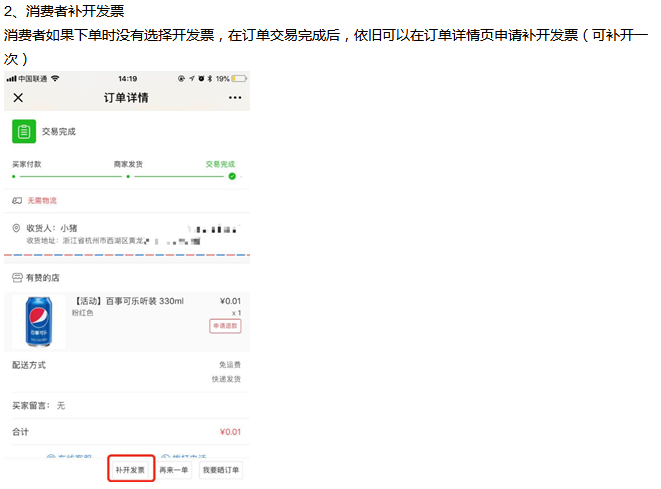 2、消费者补开发票
消费者如果下单时没有选择开发票，在订单交易完成后，依旧可以在订单详情页申请补开发票（可补开一
次）
中国联通 14:19 19%
订单详情
交易完成
买家付款 商家发货 交易完成
无需物流
收货人：小猪
收货地址：浙江省杭州市西湖区黄龙
有赞的店
【活动】百事可乐听装 330ml ¥0.01
粉红色 x 1
申请退款
配送方式 免运费
快递发货
买家留言： 无
合计 ¥0.01
补开发票 再来一单 我要晒订单